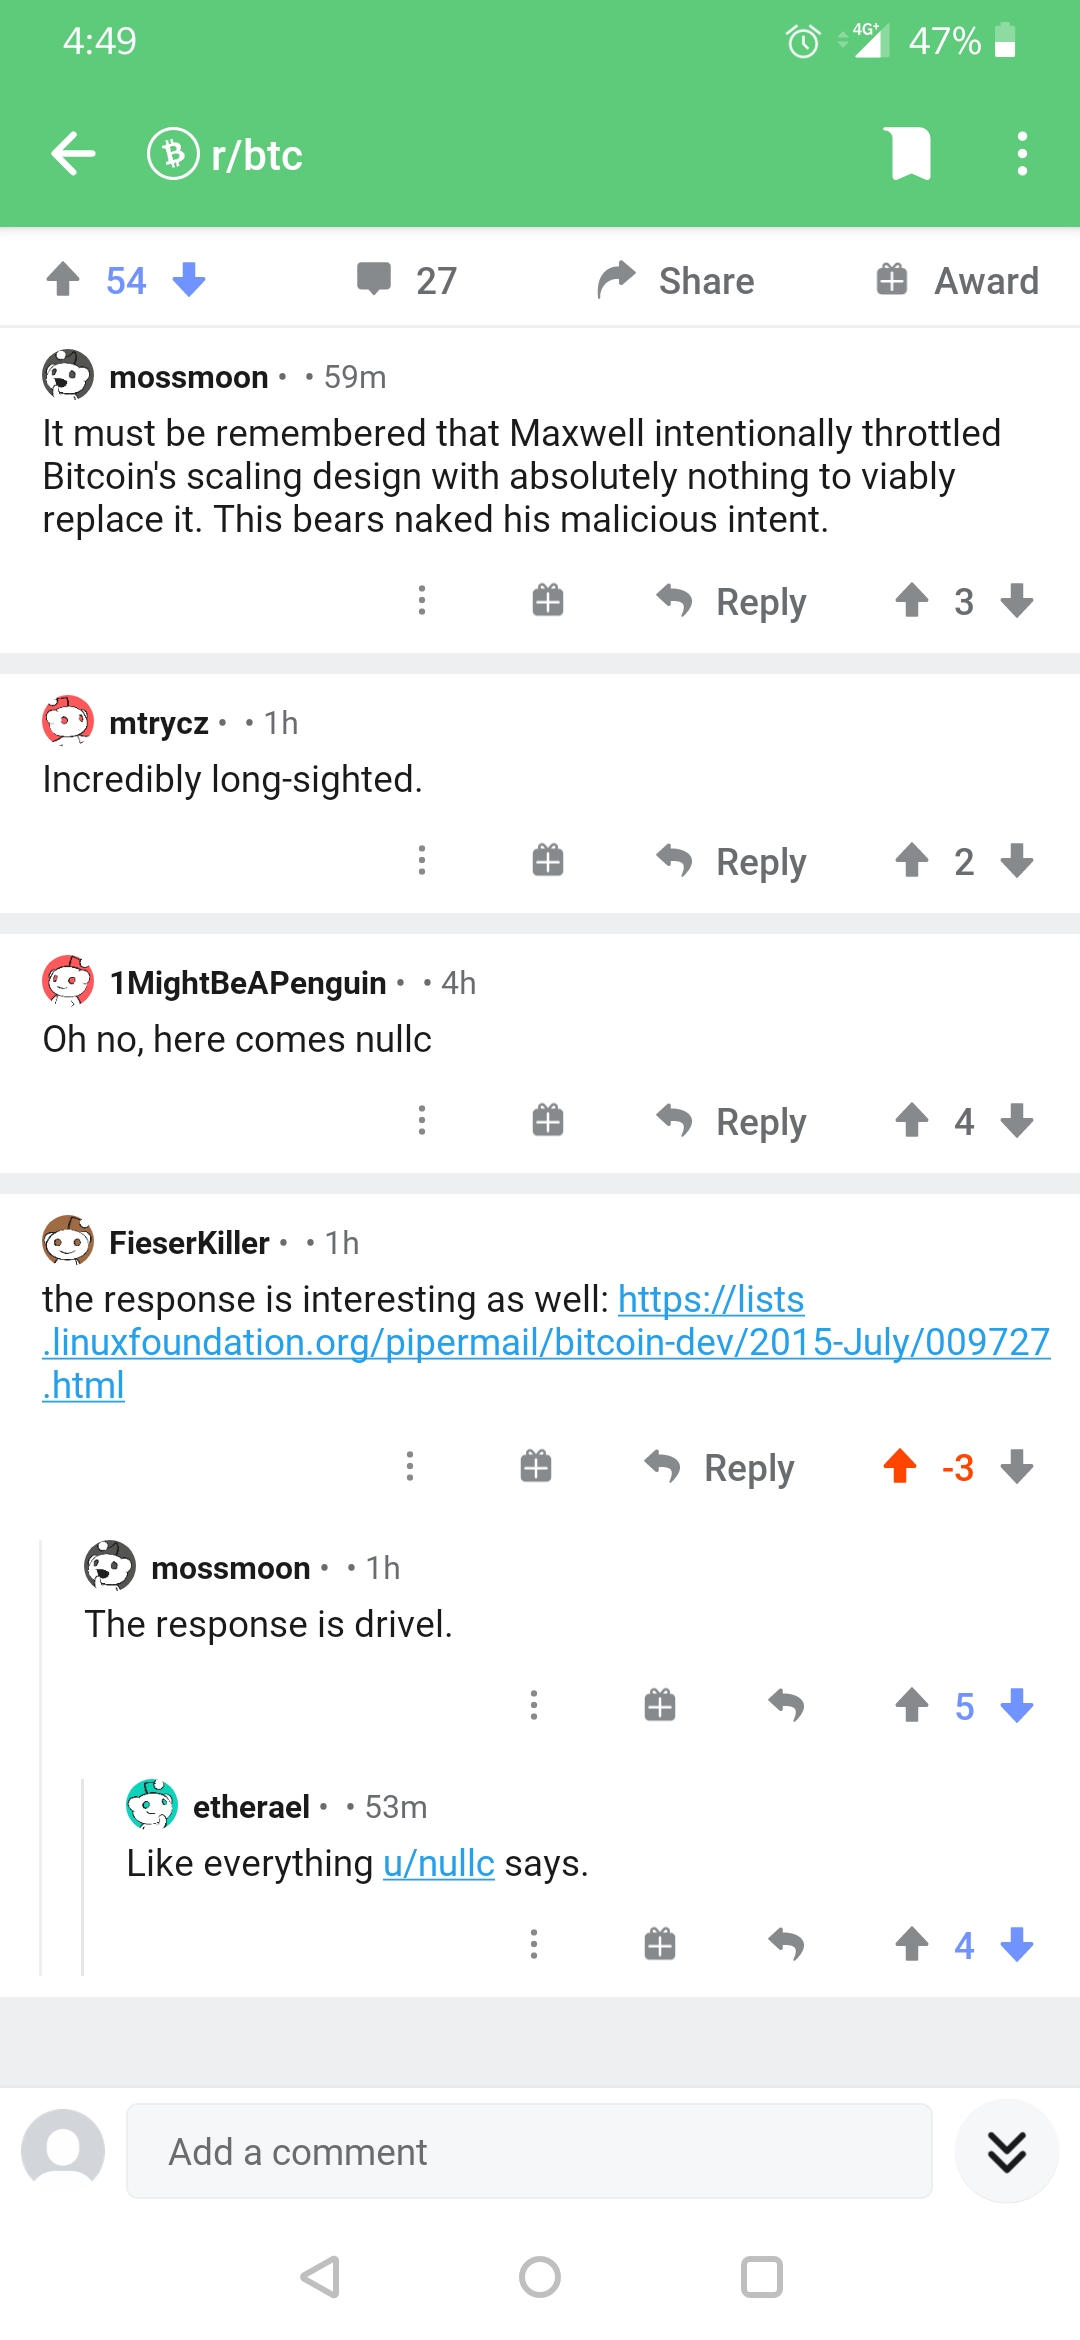 4:49
4G+ 47%
r/btc
54 27 Share Award
mossmoon • • 59m
It must be remembered that Maxwell intentionally throttled
Bitcoin's scaling design with absolutely nothing to viably
replace it. This bears naked his malicious intent.
Reply 3
mtrycz • • 1h
Incredibly long-sighted.
Reply 2
1MightBeAPenguin • • 4h
Oh no, here comes nullc
Reply 4
FieserKiller • • 1h
the response is interesting as well: https://lists
.linuxfoundation.org/pipermail/bitcoin-dev/2015-July/009727
.html
Reply -3
mossmoon • • 1h
The response is drivel.
5
etherael • • 53m
Like everything u/nullc says.
4
Add a comment